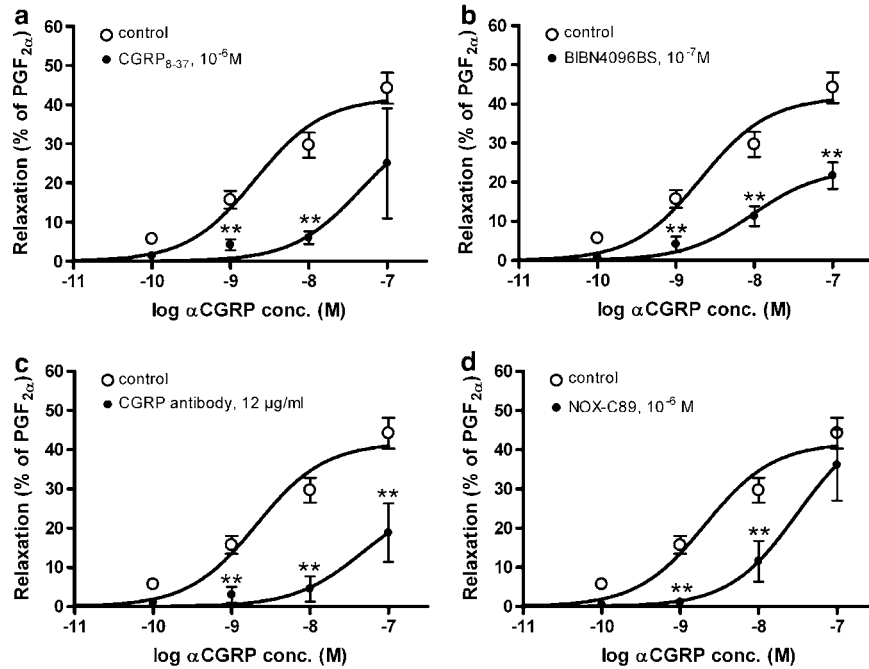 a
Relaxation (% of PGF2α)
60
50
40
30
20
10
0
control
CGRP8-37, 10-6M
**
**
-11 -10 -9 -8 -7
log αCGRP conc. (M)
b
Relaxation (% of PGF2α)
60
50
40
30
20
10
0
control
BIBN4096BS, 10-7M
**
**
**
-11 -10 -9 -8 -7
log αCGRP conc. (M)
c
Relaxation (% of PGF2α)
60
50
40
30
20
10
0
control
CGRP antibody, 12 µg/ml
**
**
**
-11 -10 -9 -8 -7
log αCGRP conc. (M)
d
Relaxation (% of PGF2α)
60
50
40
30
20
10
0
control
NOX-C89, 10-6 M
**
**
-11 -10 -9 -8 -7
log αCGRP conc. (M)